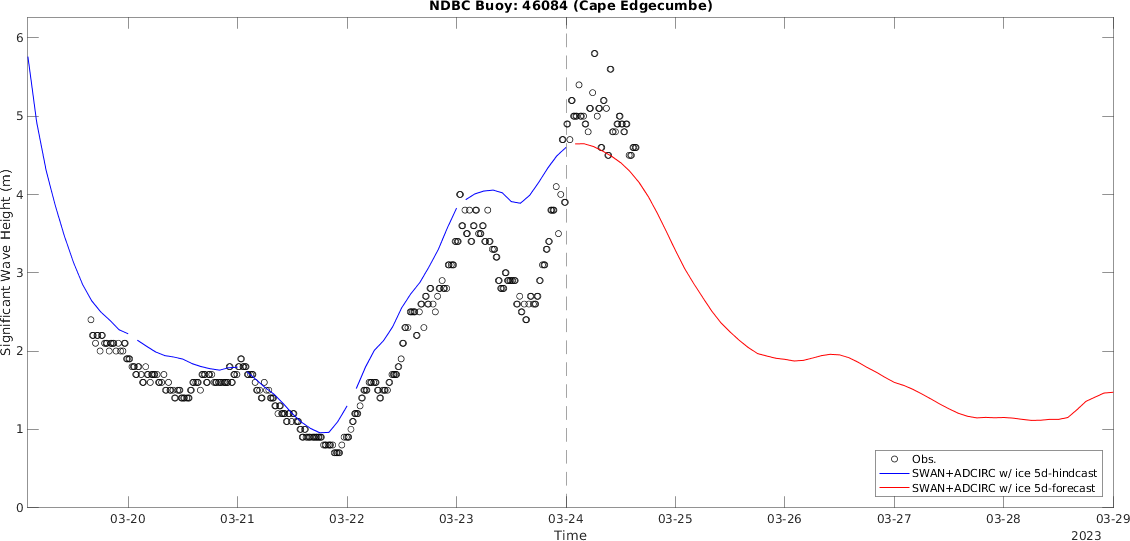 NDBC Buoy: 46084 (Cape Edgecumbe)
6
5
4
3
2
1
0
Significant Wave Height (m)
Obs.
SWAN+ADCIRC w/ ice 5d-hindcast
SWAN+ADCIRC w/ ice 5d-forecast
03-20 03-21 03-22 03-23 03-24 03-25 03-26 03-27 03-28 03-29
Time
2023